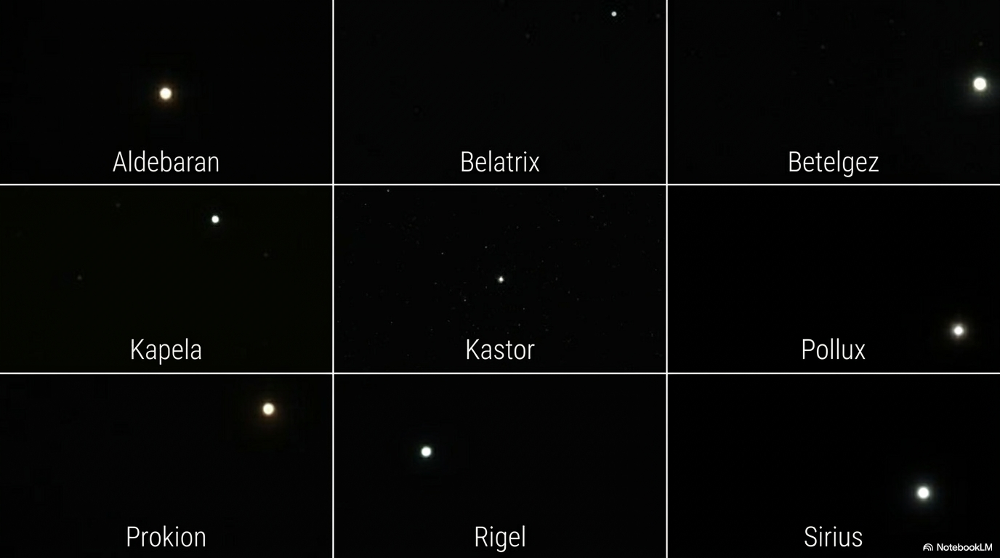 Aldebaran
Belatrix
Betelgez
Kapela
Kastor
Pollux
Prokion
Rigel
Sirius
NotebookLM